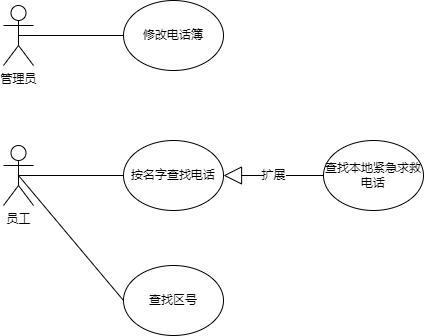 修改电话簿
管理员
按名字查找电话
扩展
查找本地紧急求救
电话
员工
查找区号